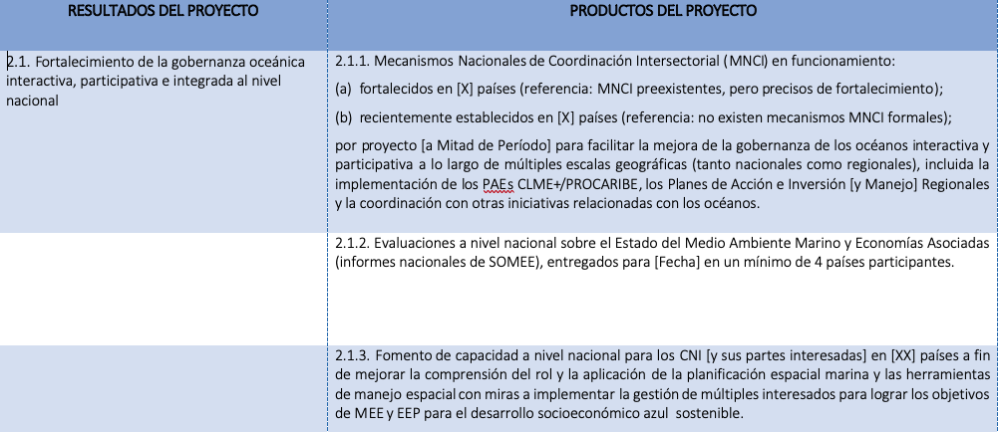 RESULTADOS DEL PROYECTO
PRODUCTOS DEL PROYECTO
2.1. Fortalecimiento de la gobernanza oceánica
interactiva, participativa e integrada al nivel
nacional
2.1.1. Mecanismos Nacionales de Coordinación Intersectorial (MNCI) en funcionamiento:
(a) fortalecidos en [X] países (referencia: MNCI preexistentes, pero precisos de fortalecimiento);
(b) recientemente establecidos en [X] países (referencia: no existen mecanismos MNCI formales);
por proyecto [a Mitad de Período] para facilitar la mejora de la gobernanza de los océanos interactiva y
participativa a lo largo de múltiples escalas geográficas (tanto nacionales como regionales), incluida la
implementación de los PAEs CLME+/PROCARIBE, los Planes de Acción e Inversión [y Manejo] Regionales
y la coordinación con otras iniciativas relacionadas con los océanos.
2.1.2. Evaluaciones a nivel nacional sobre el Estado del Medio Ambiente Marino y Economías Asociadas
(informes nacionales de SOMEE), entregados para [Fecha] en un mínimo de 4 países participantes.
2.1.3. Fomento de capacidad a nivel nacional para los CNI [y sus partes interesadas] en [XX] países a fin
de mejorar la comprensión del rol y la aplicación de la planificación espacial marina y las herramientas
de manejo espacial con miras a implementar la gestión de múltiples interesados para lograr los objetivos
de MEE y EEP para el desarrollo socioeconómico azul sostenible.